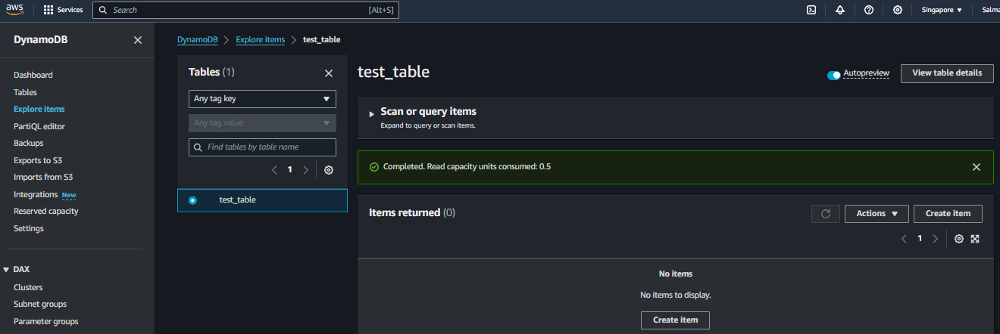 aws
Services
Search
[Alt+S]
Singapore
Salma
DynamoDB
Dashboard
Tables
Explore items
PartiQL editor
Backups
Exports to S3
Imports from S3
Integrations New
Reserved capacity
Settings
DAX
Clusters
Subnet groups
Parameter groups
DynamoDB
Explore items
test_table
Tables (1)
Any tag key
Any tag value
Find tables by table name
1
test_table
test_table
Autopreview
View table details
Scan or query items
Expand to query or scan items.
Completed. Read capacity units consumed: 0.5
Items returned (0)
Actions
Create item
1
No items
No items to display.
Create item